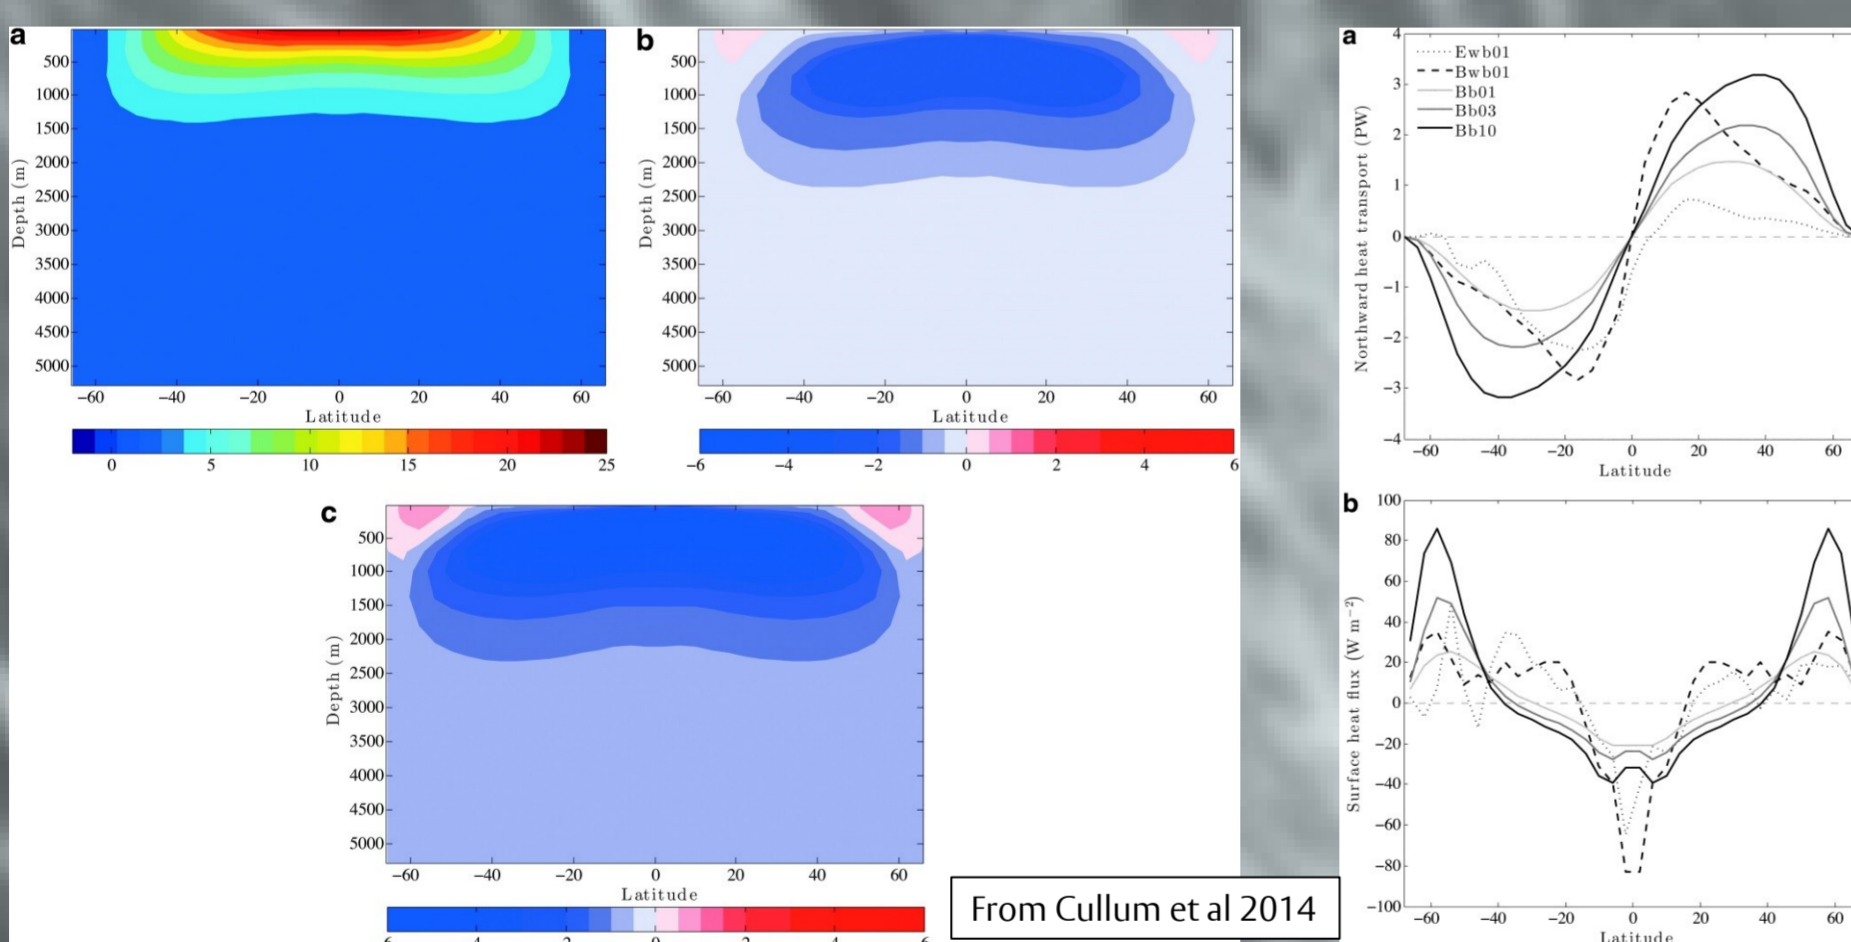 a
500
1000
1500
2000
2500
3000
3500
4000
4500
5000
Depth (m)
−60 −40 −20 0 20 40 60
Latitude
0 5 10 15 20 25
b
500
1000
1500
2000
2500
3000
3500
4000
4500
5000
Depth (m)
−60 −40 −20 0 20 40 60
Latitude
−6 −4 −2 0 2 4 6
c
500
1000
1500
2000
2500
3000
3500
4000
4500
5000
Depth (m)
−60 −40 −20 0 20 40 60
Latitude
From Cullum et al 2014
a
Ewb01
Bwb01
Bb01
Bb03
Bb10
4
3
2
1
0
−1
−2
−3
−4
Northward heat transport (PW)
−60 −40 −20 0 20 40 60
Latitude
b
100
80
60
40
20
0
−20
−40
−60
−80
−100
Surface heat flux (W m⁻²)
−60 −40 −20 0 20 40 60
Latitude